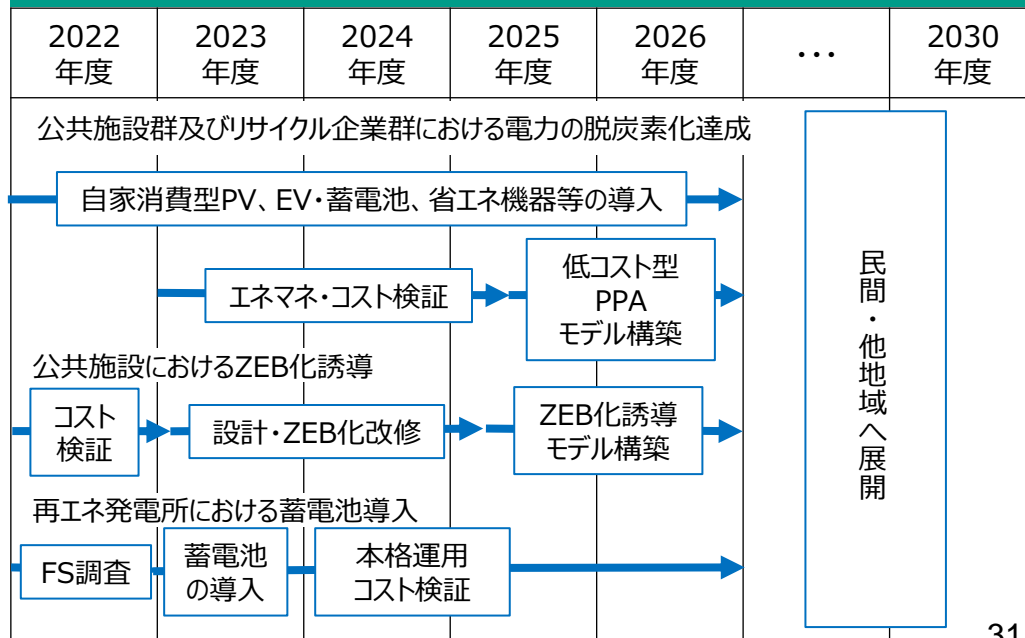 2022
年度
2023
年度
2024
年度
2025
年度
2026
年度
…
2030
年度
公共施設群及びリサイクル企業群における電力の脱炭素化達成
自家消費型PV、EV・蓄電池、省エネ機器等の導入
エネマネ・コスト検証
低コスト型
PPA
モデル構築
公共施設におけるZEB化誘導
コスト
検証
設計・ZEB化改修
ZEB化誘導
モデル構築
再エネ発電所における蓄電池導入
FS調査
蓄電池
の導入
本格運用
コスト検証
民間・他地域へ展開
31